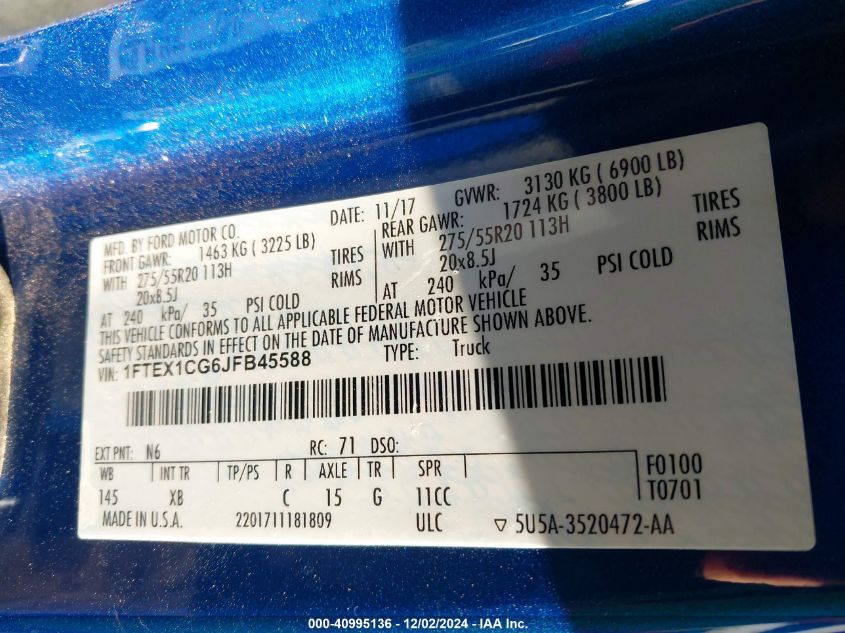 MFD. BY FORD MOTOR CO.
DATE: 11/17
GVWR: 3130 KG ( 6900 LB)
FRONT GAWR: 1463 KG ( 3225 LB)
WITH 275/55R20 113H TIRES
20x8.5J RIMS
AT 240 kPa/ 35 PSI COLD
REAR GAWR: 1724 KG ( 3800 LB)
WITH 275/55R20 113H TIRES
20x8.5J RIMS
AT 240 kPa/ 35 PSI COLD
THIS VEHICLE CONFORMS TO ALL APPLICABLE FEDERAL MOTOR VEHICLE
SAFETY STANDARDS IN EFFECT ON THE DATE OF MANUFACTURE SHOWN ABOVE.
VIN: 1FTEX1CG6JFB45588 TYPE: Truck
EXT PNT: N6 RC: 71 DSO:
WB INT TR TP/PS R AXLE TR SPR F0100
145 XB C 15 G 11CC T0701
MADE IN U.S.A. 2201711181809 ULC ▽ 5U5A-3520472-AA
000-40995136 - 12/02/2024 - IAA Inc.